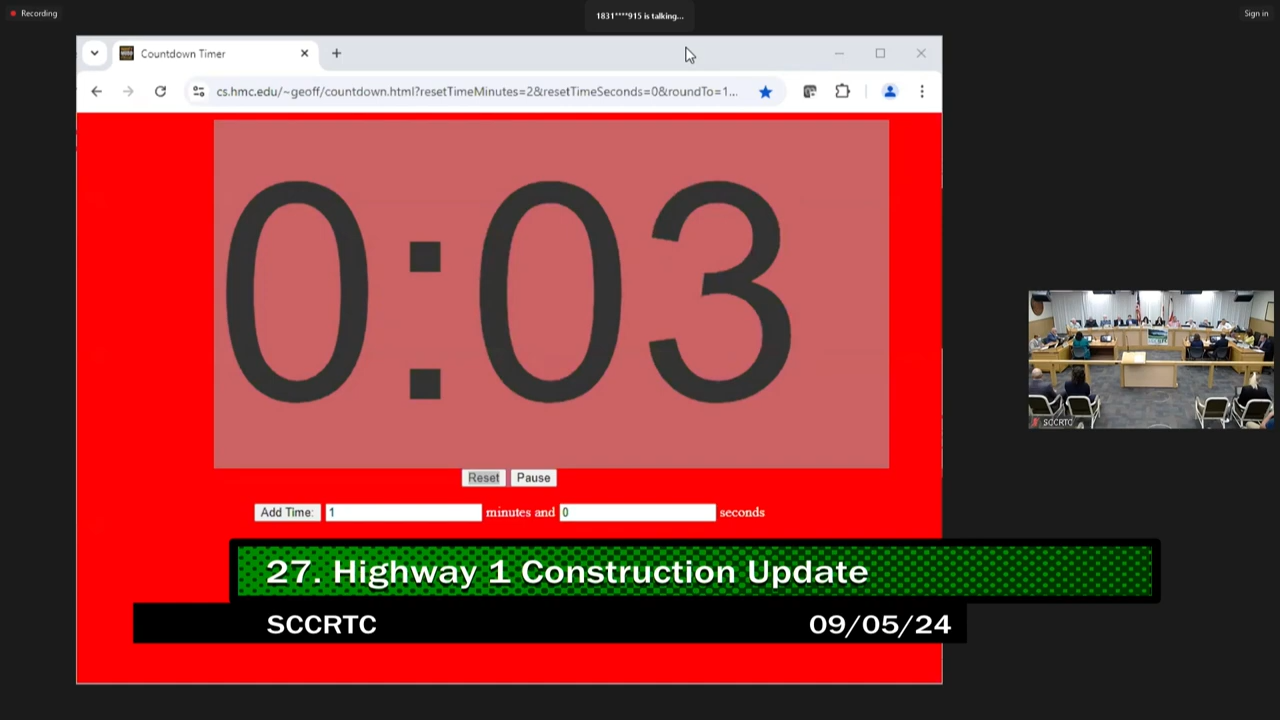 Recording
1831****915 is talking...
Sign in
Countdown Timer
cs.hmc.edu/~geoff/countdown.html?resetTimeMinutes=2&resetTimeSeconds=0&roundTo=1...
0:03
Reset Pause
Add Time: 1 minutes and 0 seconds
SCCRTC
27. Highway 1 Construction Update
SCCRTC 09/05/24